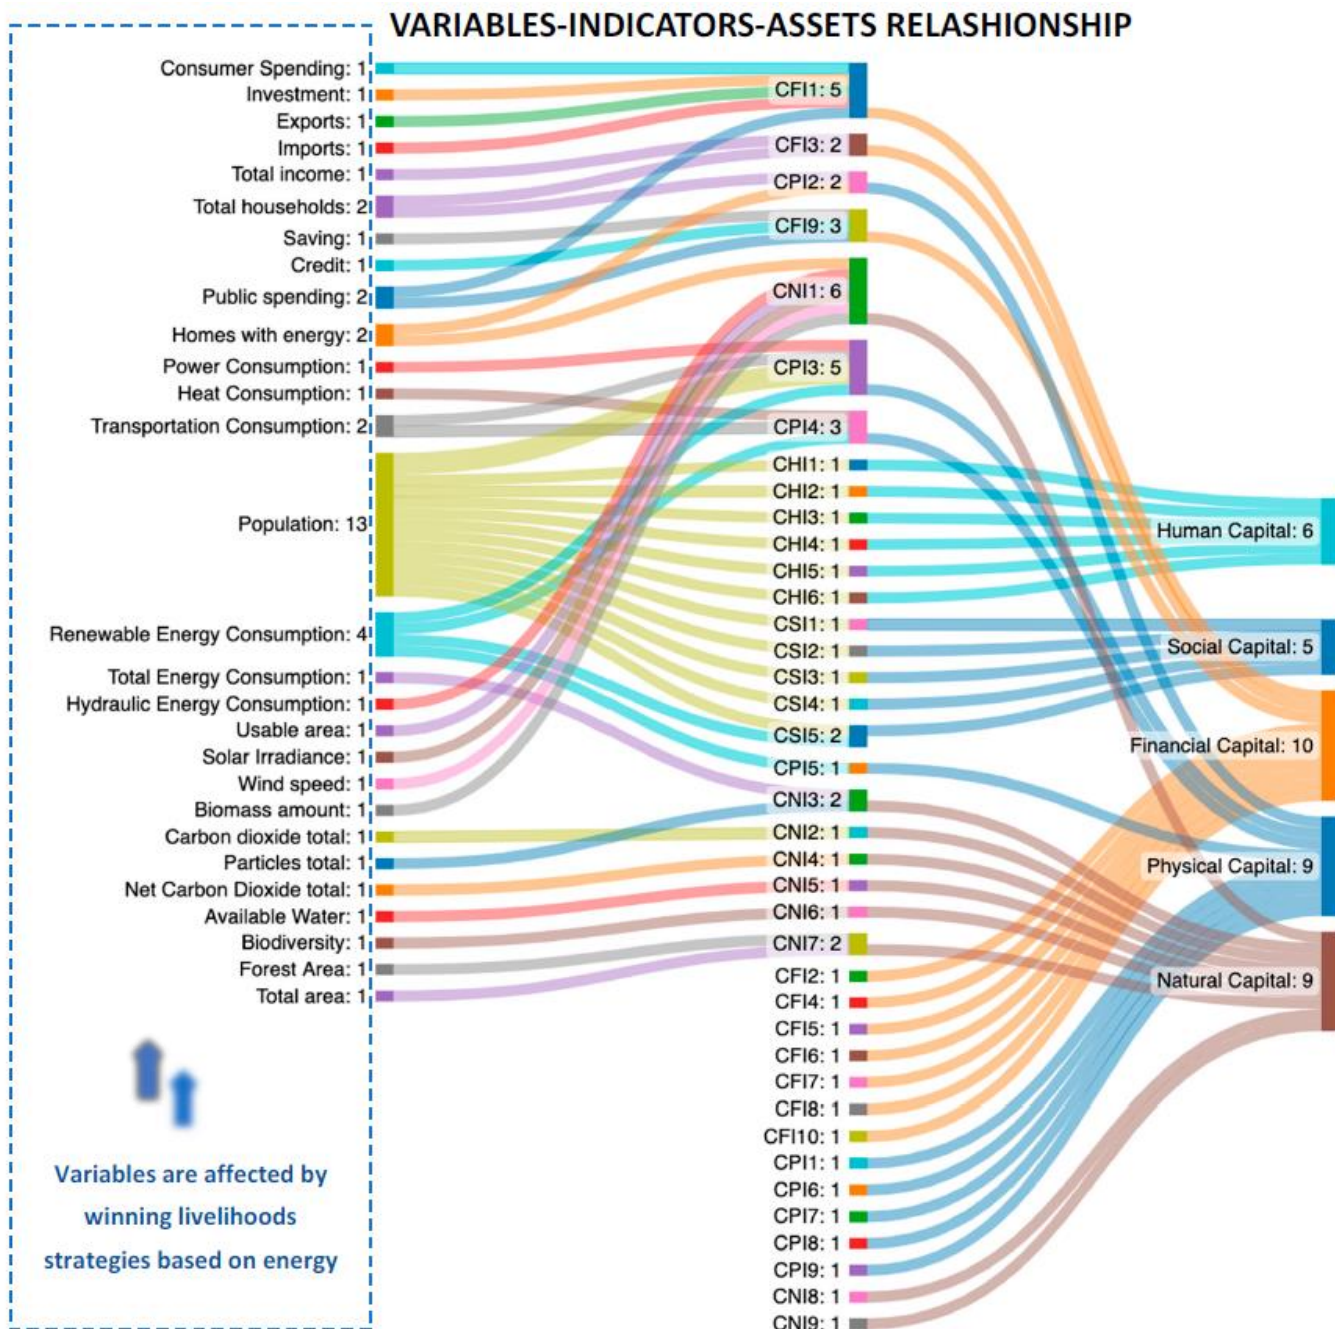 VARIABLES-INDICATORS-ASSETS RELASHIONSHIP
Consumer Spending: 1
Investment: 1
Exports: 1
Imports: 1
Total income: 1
Total households: 2
Saving: 1
Credit: 1
Public spending: 2
Homes with energy: 2
Power Consumption: 1
Heat Consumption: 1
Transportation Consumption: 2
Population: 13
Renewable Energy Consumption: 4
Total Energy Consumption: 1
Hydraulic Energy Consumption: 1
Usable area: 1
Solar Irradiance: 1
Wind speed: 1
Biomass amount: 1
Carbon dioxide total: 1
Particles total: 1
Net Carbon Dioxide total: 1
Available Water: 1
Biodiversity: 1
Forest Area: 1
Total area: 1
Variables are affected by
winning livelihoods
strategies based on energy
CFI1: 5
CFI3: 2
CPI2: 2
CFI9: 3
CNI1: 6
CPI3: 5
CPI4: 3
CHI1: 1
CHI2: 1
CHI3: 1
CHI4: 1
CHI5: 1
CHI6: 1
CSI1: 1
CSI2: 1
CSI3: 1
CSI4: 1
CSI5: 2
CPI5: 1
CNI3: 2
CNI2: 1
CNI4: 1
CNI5: 1
CNI6: 1
CNI7: 2
CFI2: 1
CFI4: 1
CFI5: 1
CFI6: 1
CFI7: 1
CFI8: 1
CFI10: 1
CPI1: 1
CPI6: 1
CPI7: 1
CPI8: 1
CPI9: 1
CNI8: 1
CNI9: 1
Human Capital: 6
Social Capital: 5
Financial Capital: 10
Physical Capital: 9
Natural Capital: 9